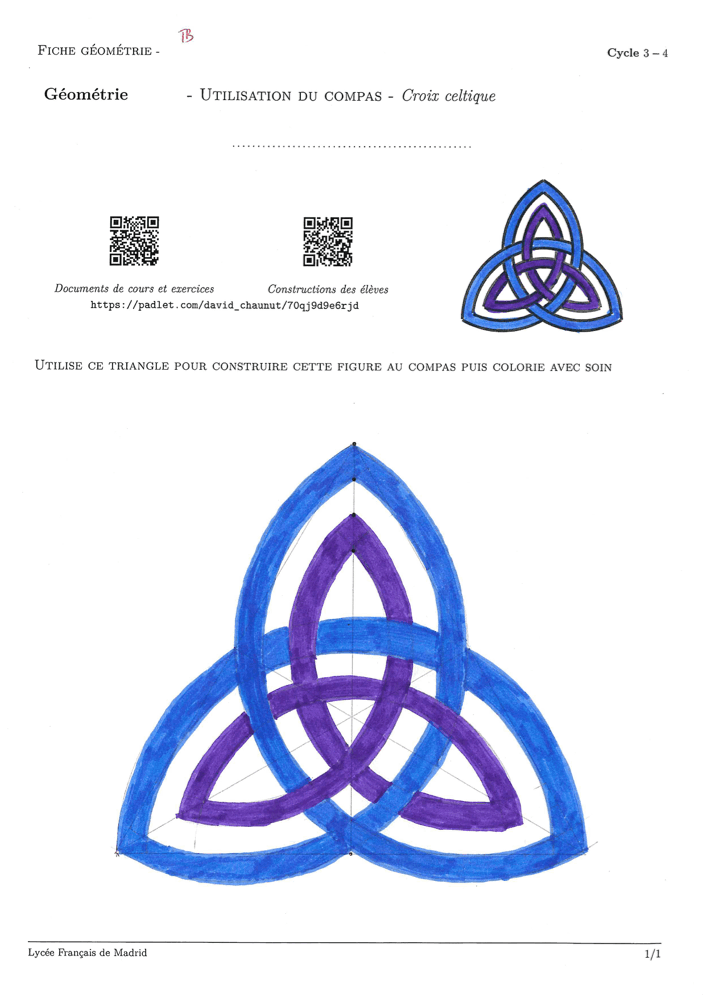 TB
FICHE GÉOMÉTRIE -
Cycle 3 – 4
Géométrie - UTILISATION DU COMPAS - Croix celtique
Documents de cours et exercices
Constructions des élèves
https://padlet.com/david_chaunut/70qj9d9e6rjd
UTILISE CE TRIANGLE POUR CONSTRUIRE CETTE FIGURE AU COMPAS PUIS COLORIE AVEC SOIN
Lycée Français de Madrid
1/1